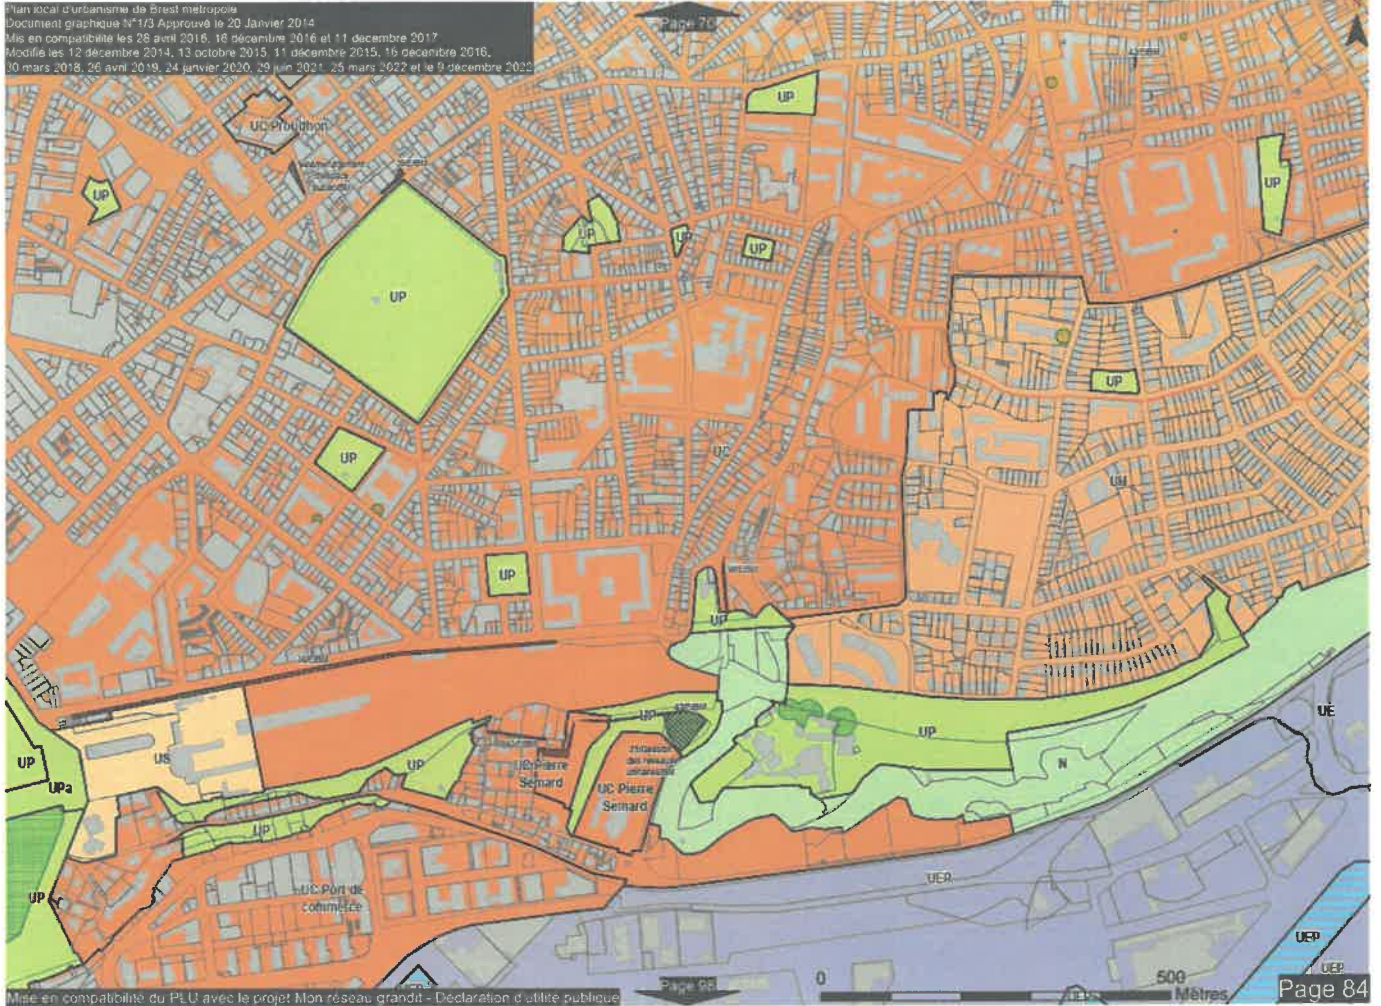 Plan local d'urbanisme de Brest métropole
Document graphique N°1/3 Approuvé le 20 Janvier 2014
Mis en compatibilité les 28 avril 2016, 16 décembre 2016 et 11 décembre 2017
Modifié les 12 décembre 2014, 13 octobre 2015, 11 décembre 2015, 16 décembre 2016,
30 mars 2018, 26 avril 2019, 24 janvier 2020, 29 juin 2021, 25 mars 2022 et le 9 décembre 2022
Page 70
UP
UC Proudhon
UP
UP
UP
UP
UP
UP
UP
UP
UC
UH
UP
UP
UP
UP
UP
UE
US
UP
UP
UPa
N
UC Pierre
Sémard
UC Pierre
Sémard
UP
UER
UC Port de
commerce
UP
UEP
UEP
0
500
Mètres
Page 98
Mise en compatibilité du PLU avec le projet Mon réseau grandit - Déclaration d'utilité publique
Page 84